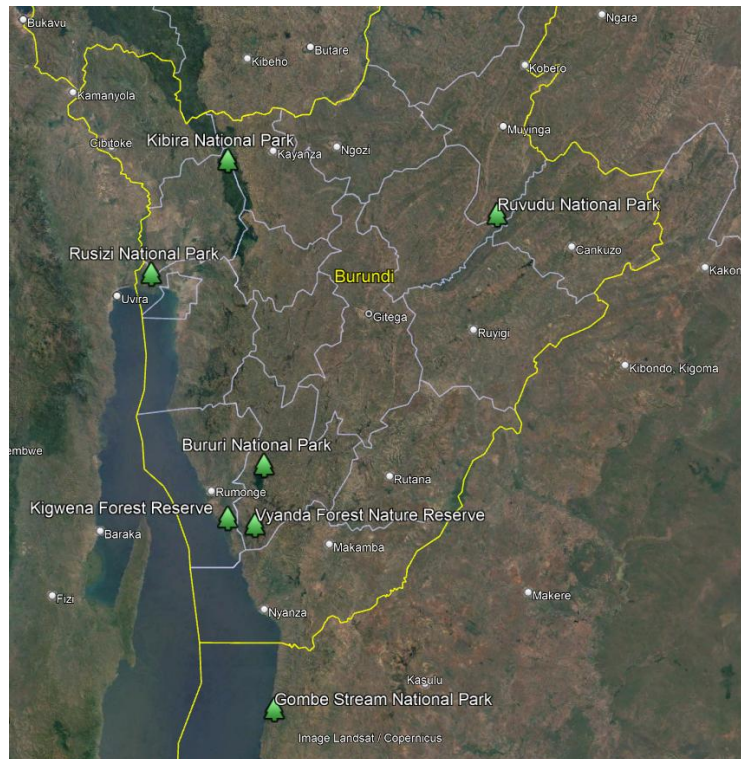 Bukavu
Ngara
Butare
Kibeho
Kobero
Kamanyola
Muyinga
Cibitoke
Kibira National Park
Kayanza
Ngozi
Ruvudu National Park
Rusizi National Park
Cankuzo
Burundi
Kakon
Uvira
Gitega
Ruyigi
Kibondo, Kigoma
Bururi National Park
embwe
Rutana
Rumonge
Kigwena Forest Reserve
Vyanda Forest Nature Reserve
Baraka
Makamba
Fizi
Makere
Nyanza
Kasulu
Gombe Stream National Park
Image Landsat / Copernicus